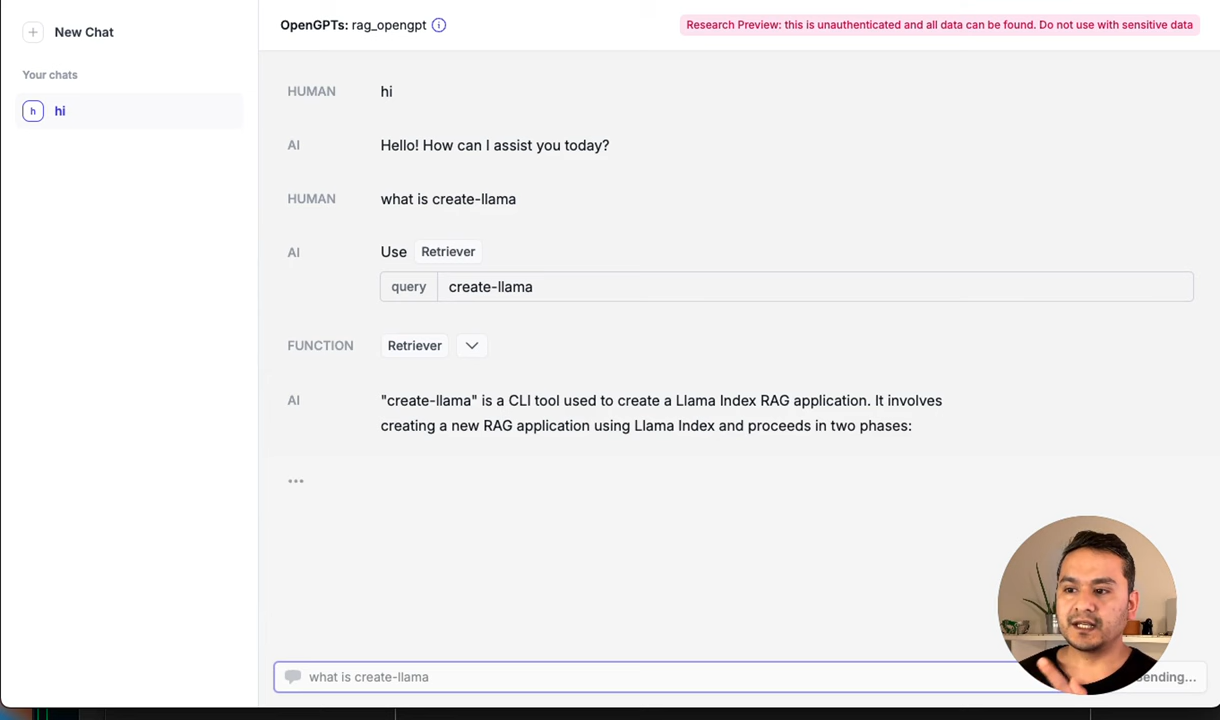 New Chat
Your chats
h hi
OpenGPTs: rag_opengpt
Research Preview: this is unauthenticated and all data can be found. Do not use with sensitive data
HUMAN hi
AI Hello! How can I assist you today?
HUMAN what is create-llama
AI Use Retriever
query create-llama
FUNCTION Retriever
AI "create-llama" is a CLI tool used to create a Llama Index RAG application. It involves
creating a new RAG application using Llama Index and proceeds in two phases:
what is create-llama